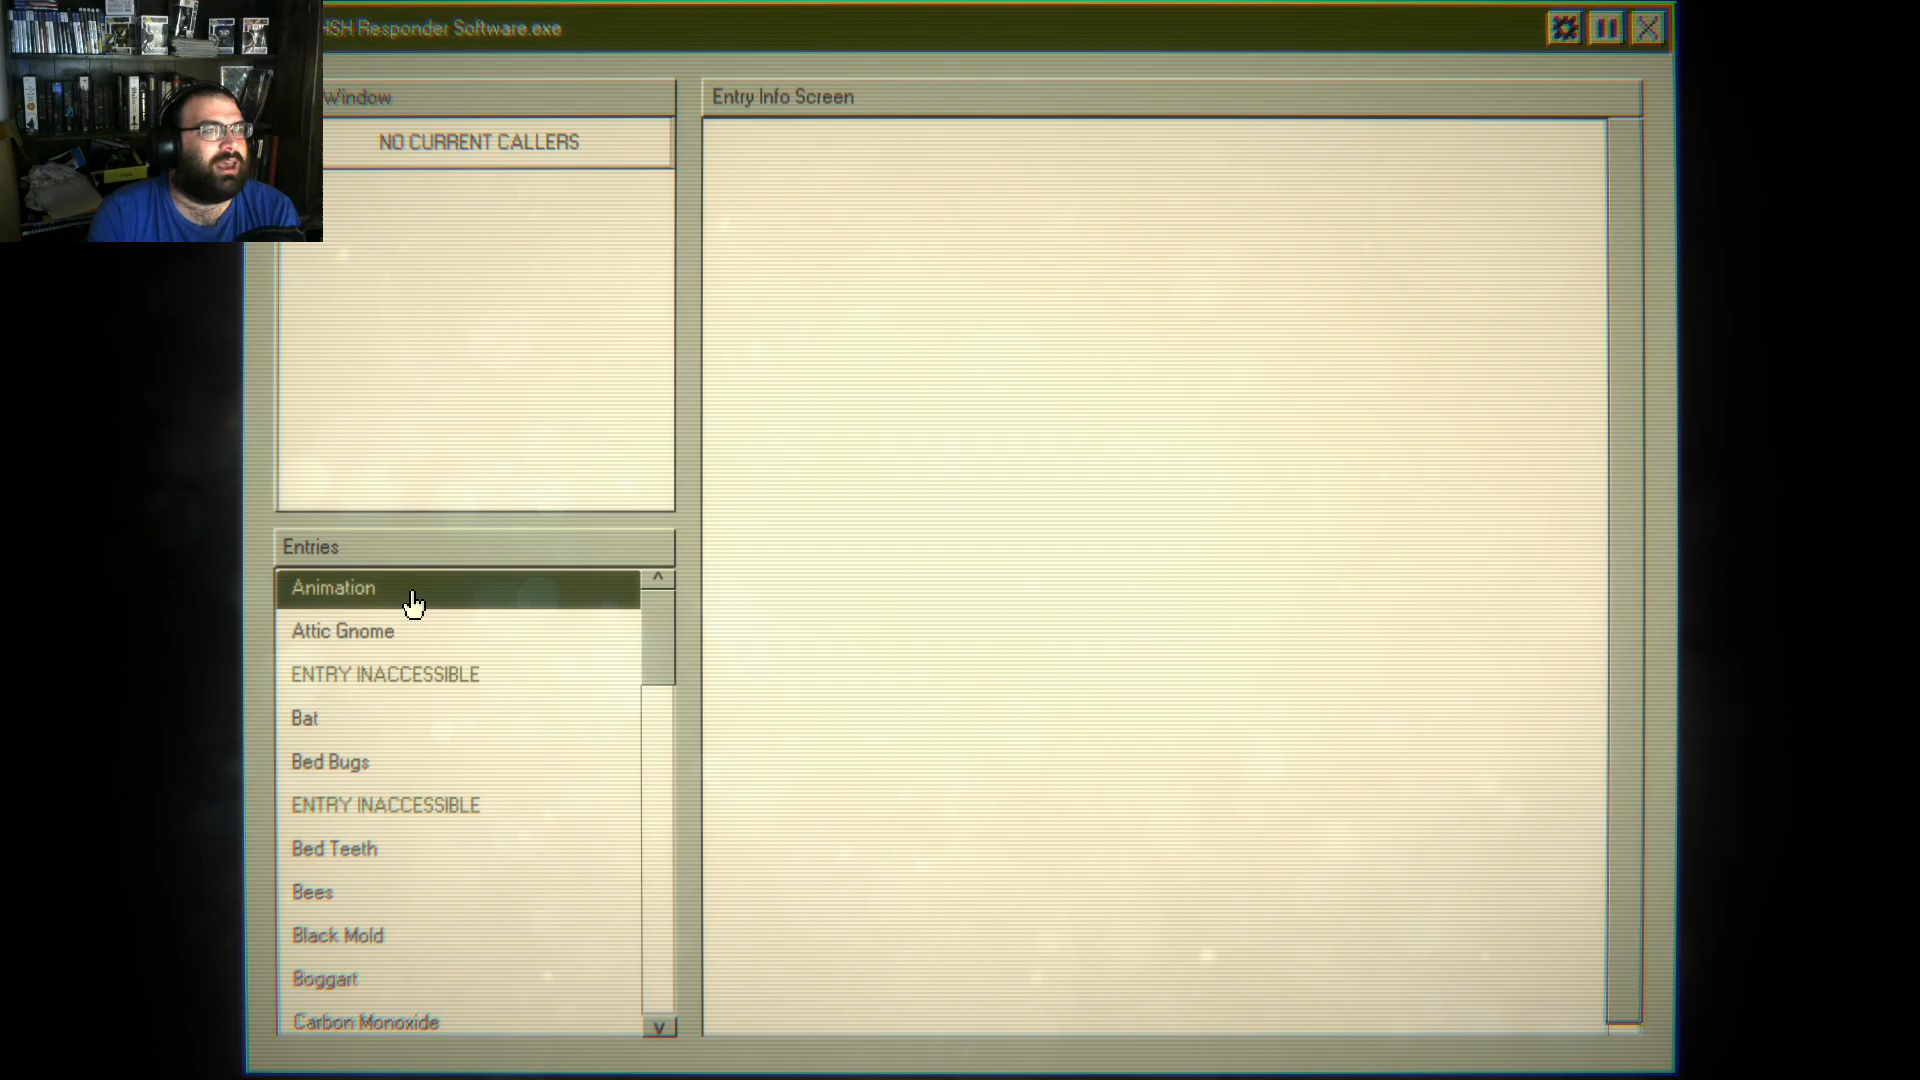 HSH Responder Software.exe
Window
Entry Info Screen
NO CURRENT CALLERS
Entries
Animation
Attic Gnome
ENTRY INACCESSIBLE
Bat
Bed Bugs
ENTRY INACCESSIBLE
Bed Teeth
Bees
Black Mold
Boggart
Carbon Monoxide